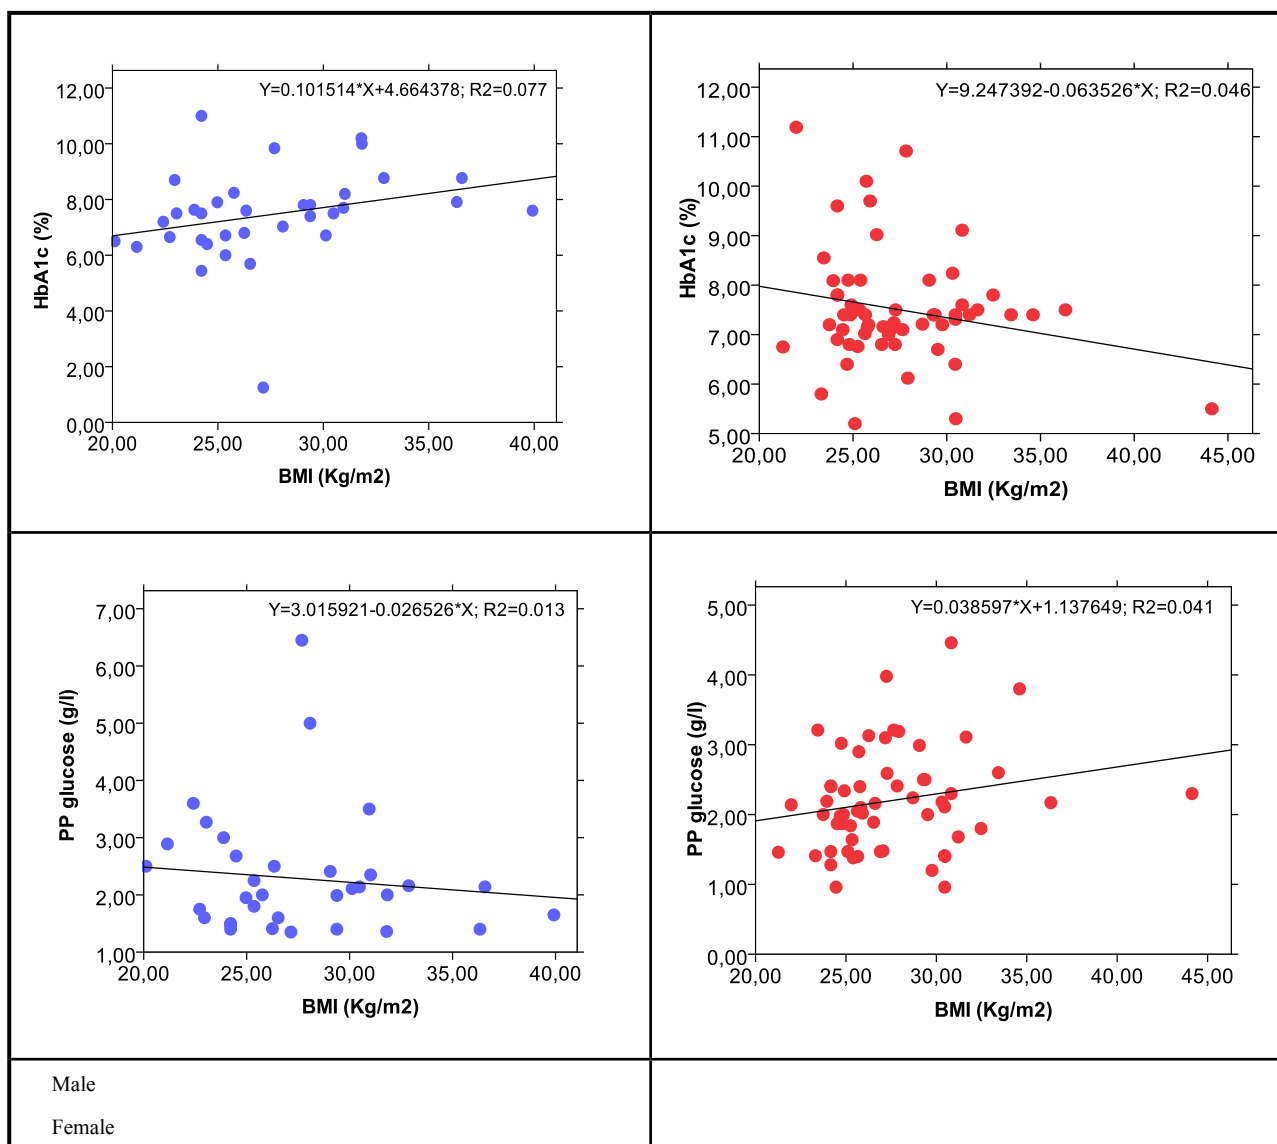 Y=0.101514*X+4.664378; R2=0.077
12,00
10,00
8,00
6,00
4,00
2,00
0,00
HbA1c (%)
20,00 25,00 30,00 35,00 40,00
BMI (Kg/m2)
Y=9.247392-0.063526*X; R2=0.046
12,00
11,00
10,00
9,00
8,00
7,00
6,00
5,00
HbA1c (%)
20,00 25,00 30,00 35,00 40,00 45,00
BMI (Kg/m2)
Y=3.015921-0.026526*X; R2=0.013
7,00
6,00
5,00
4,00
3,00
2,00
1,00
PP glucose (g/l)
20,00 25,00 30,00 35,00 40,00
BMI (Kg/m2)
Y=0.038597*X+1.137649; R2=0.041
5,00
4,00
3,00
2,00
1,00
0,00
PP glucose (g/l)
20,00 25,00 30,00 35,00 40,00 45,00
BMI (Kg/m2)
Male
Female